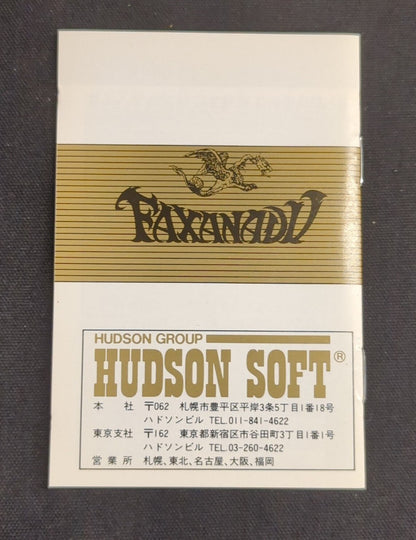 FAXANADU
HUDSON GROUP
HUDSON SOFT®
本　社　〒062　札幌市豊平区平岸3条5丁目1番18号
ハドソンビル TEL.011-841-4622
東京支社　〒162　東京都新宿区市谷田町3丁目1番1号
ハドソンビル TEL.03-260-4622
営業所　札幌、東北、名古屋、大阪、福岡